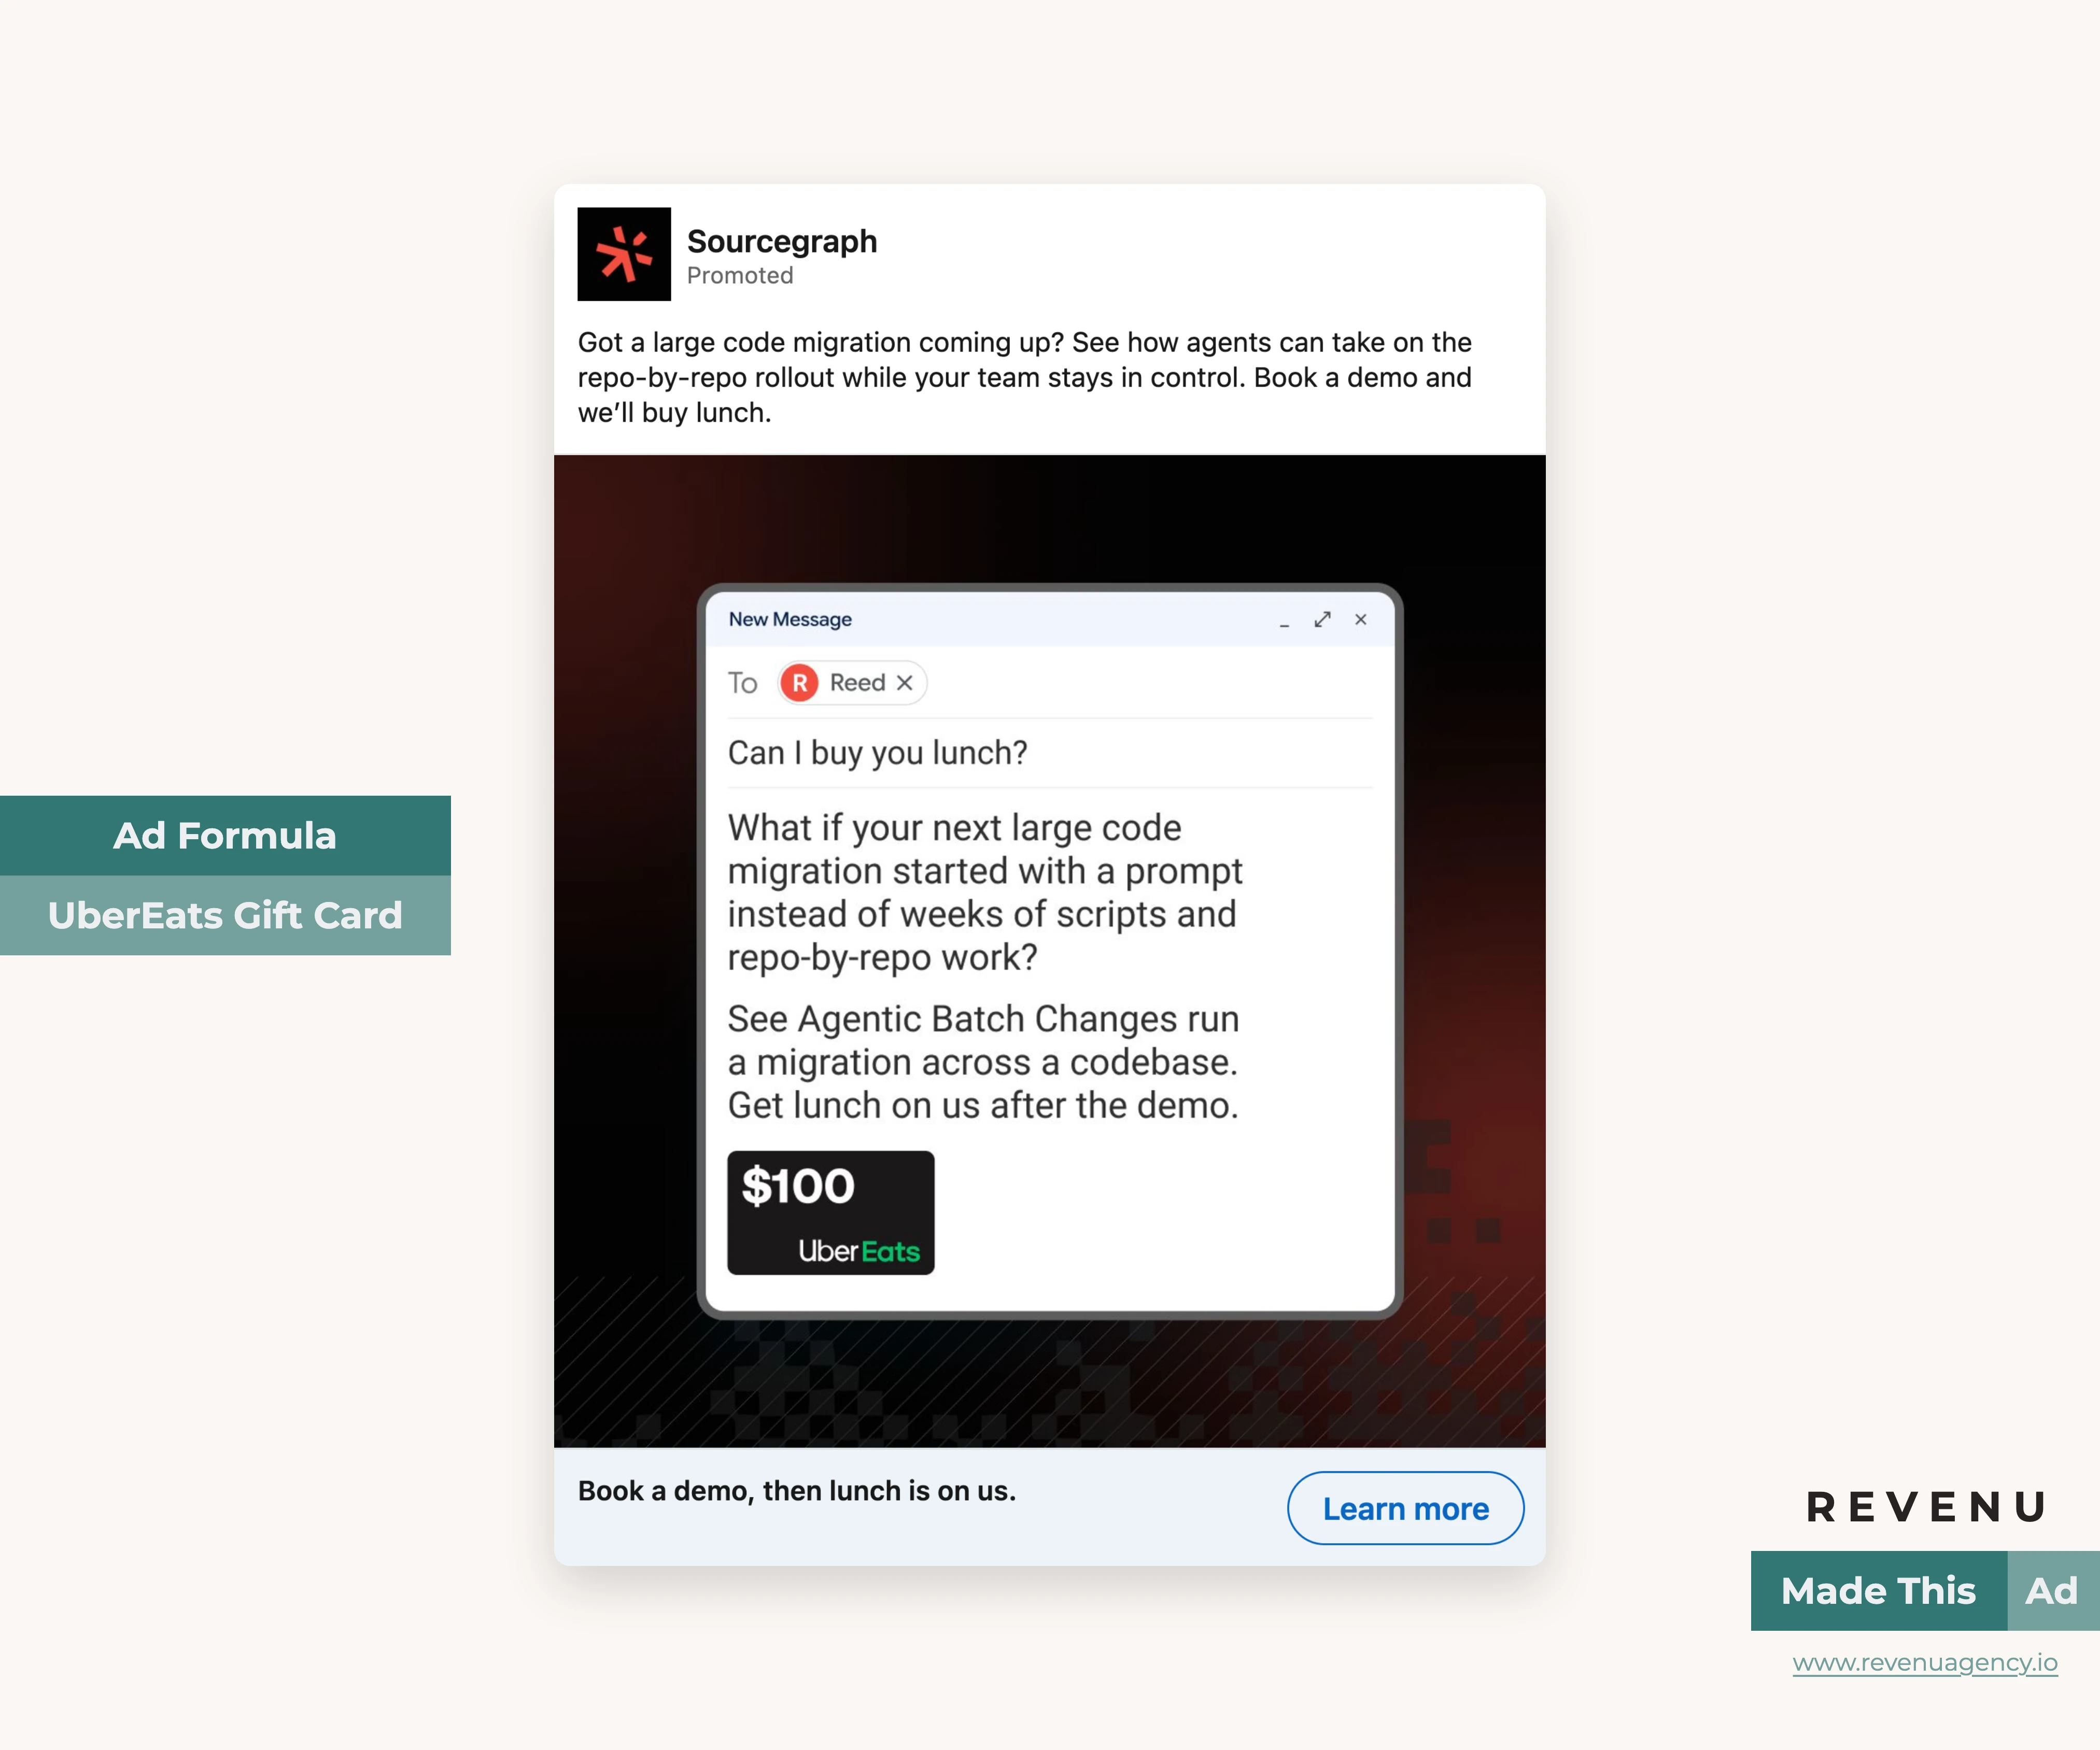 Sourcegraph
Promoted
Got a large code migration coming up? See how agents can take on the
repo-by-repo rollout while your team stays in control. Book a demo and
we’ll buy lunch.
New Message
To R Reed
Can I buy you lunch?
What if your next large code
migration started with a prompt
instead of weeks of scripts and
repo-by-repo work?
See Agentic Batch Changes run
a migration across a codebase.
Get lunch on us after the demo.
$100
Uber Eats
Book a demo, then lunch is on us.
Learn more
Ad Formula
UberEats Gift Card
REVENU
Made This Ad
www.revenuagency.io